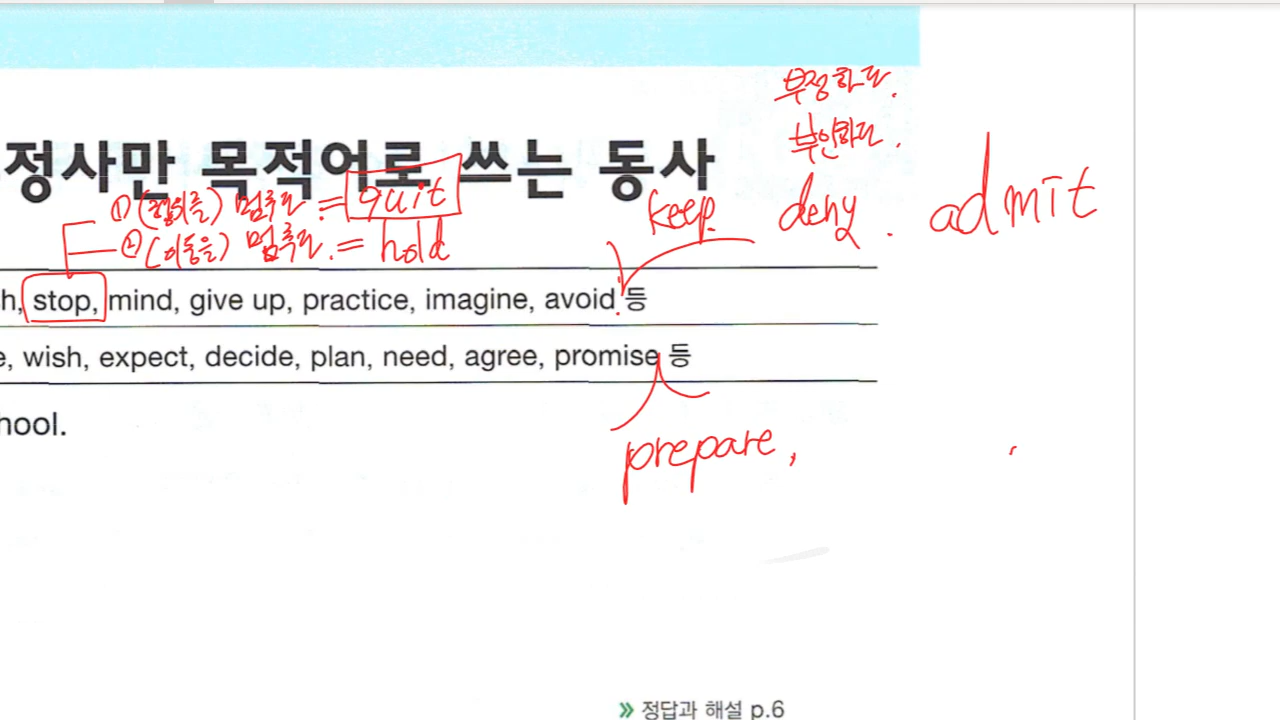 부정하다.
부인하다.
정사만 목적어로 쓰는 동사
① (행위를) 멈추다. = quit
② (이동을) 멈추다. = hold
keep. deny. admit
h, stop, mind, give up, practice, imagine, avoid. 등
e, wish, expect, decide, plan, need, agree, promise 등
prepare,
hool.
» 정답과 해설 p.6